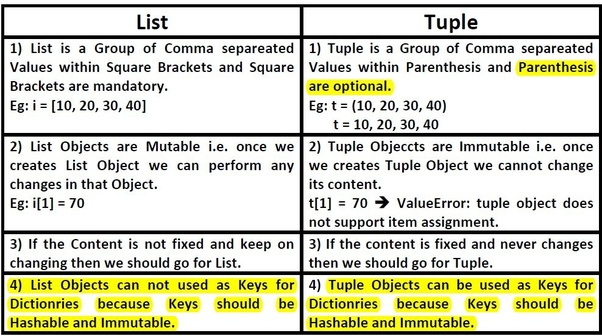 List
Tuple
1) List is a Group of Comma separeated
Values within Square Brackets and Square
Brackets are mandatory.
Eg: i = [10, 20, 30, 40]
1) Tuple is a Group of Comma separeated
Values within Parenthesis and Parenthesis
are optional.
Eg: t = (10, 20, 30, 40)
t = 10, 20, 30, 40
2) List Objects are Mutable i.e. once we
creates List Object we can perform any
changes in that Object.
Eg: i[1] = 70
2) Tuple Objeccts are Immutable i.e. once
we creates Tuple Object we cannot change
its content.
t[1] = 70 ➔ ValueError: tuple object does
not support item assignment.
3) If the Content is not fixed and keep on
changing then we should go for List.
3) If the content is fixed and never changes
then we should go for Tuple.
4) List Objects can not used as Keys for
Dictionries because Keys should be
Hashable and Immutable.
4) Tuple Objects can be used as Keys for
Dictionries because Keys should be
Hashable and Immutable.